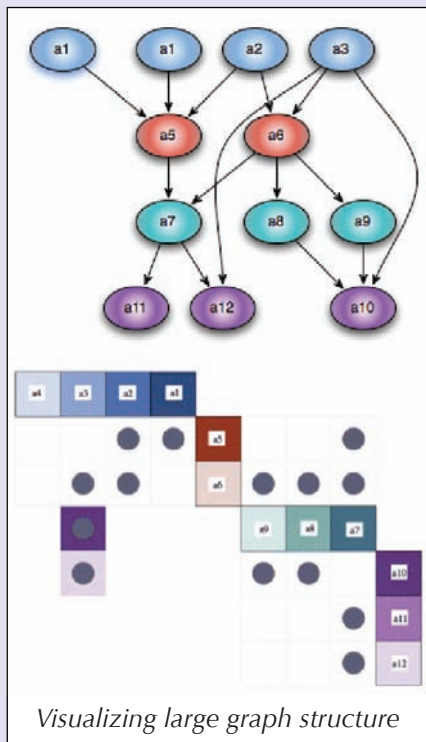 a1 a1 a2 a3
a5 a6
a7 a8 a9
a11 a12 a10
a4 a3 a2 a1
a5
a6
a9 a8 a7
a10
a11
a12
Visualizing large graph structure